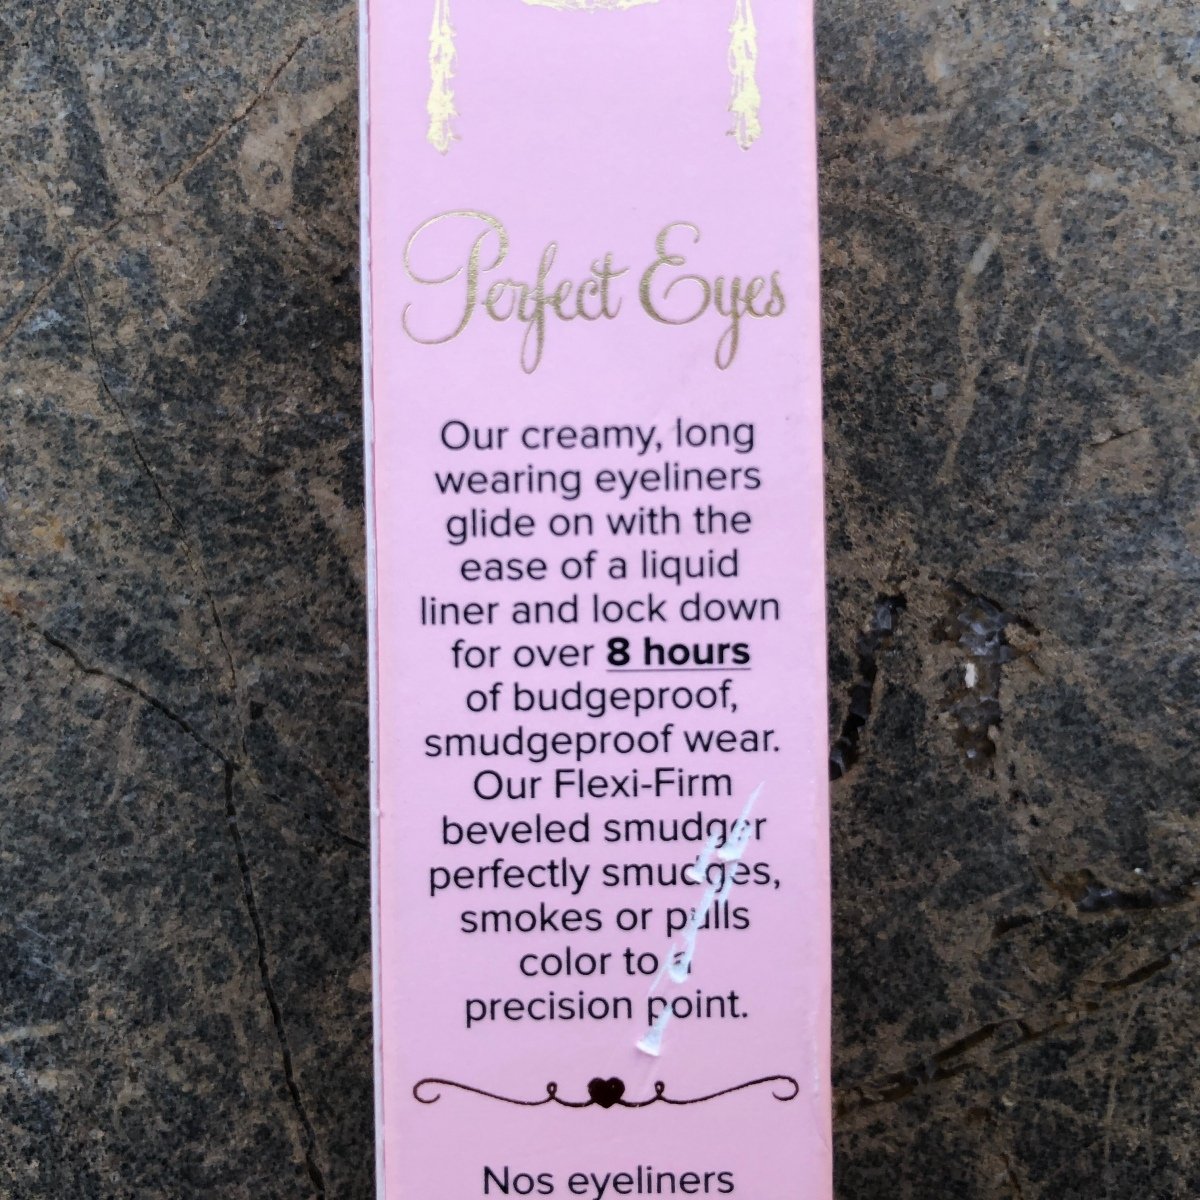 Perfect Eyes
Our creamy, long
wearing eyeliners
glide on with the
ease of a liquid
liner and lock down
for over 8 hours
of budgeproof,
smudgeproof wear.
Our Flexi-Firm
beveled smudger
perfectly smudges,
smokes or pulls
color to a
precision point.
Nos eyeliners